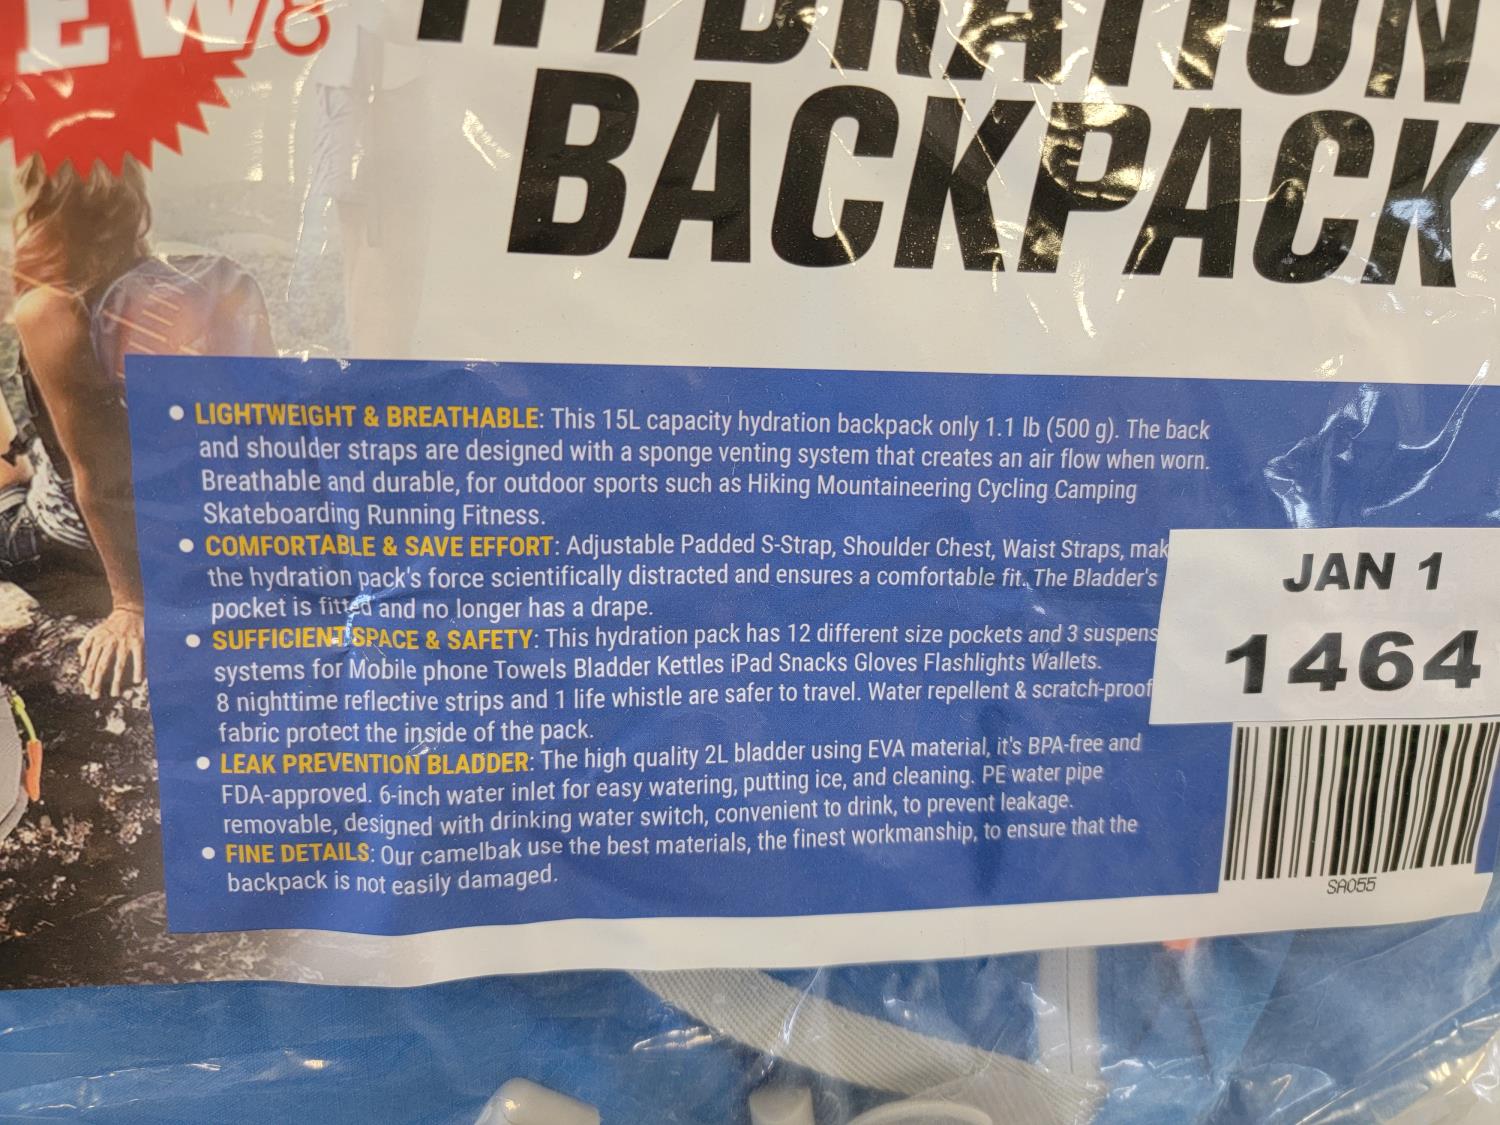 EW
HYDRATION
BACKPACK
• LIGHTWEIGHT & BREATHABLE: This 15L capacity hydration backpack only 1.1 lb (500 g). The back
and shoulder straps are designed with a sponge venting system that creates an air flow when worn.
Breathable and durable, for outdoor sports such as Hiking Mountaineering Cycling Camping
Skateboarding Running Fitness.
• COMFORTABLE & SAVE EFFORT: Adjustable Padded S-Strap, Shoulder Chest, Waist Straps, mak
the hydration pack's force scientifically distracted and ensures a comfortable fit. The Bladder's
pocket is fitted and no longer has a drape.
• SUFFICIENT SPACE & SAFETY: This hydration pack has 12 different size pockets and 3 suspens
systems for Mobile phone Towels Bladder Kettles iPad Snacks Gloves Flashlights Wallets.
8 nighttime reflective strips and 1 life whistle are safer to travel. Water repellent & scratch-proof
fabric protect the inside of the pack.
• LEAK PREVENTION BLADDER: The high quality 2L bladder using EVA material, it's BPA-free and
FDA-approved. 6-inch water inlet for easy watering, putting ice, and cleaning. PE water pipe
removable, designed with drinking water switch, convenient to drink, to prevent leakage.
• FINE DETAILS: Our camelbak use the best materials, the finest workmanship, to ensure that the
backpack is not easily damaged.
JAN 1
1464
SA055